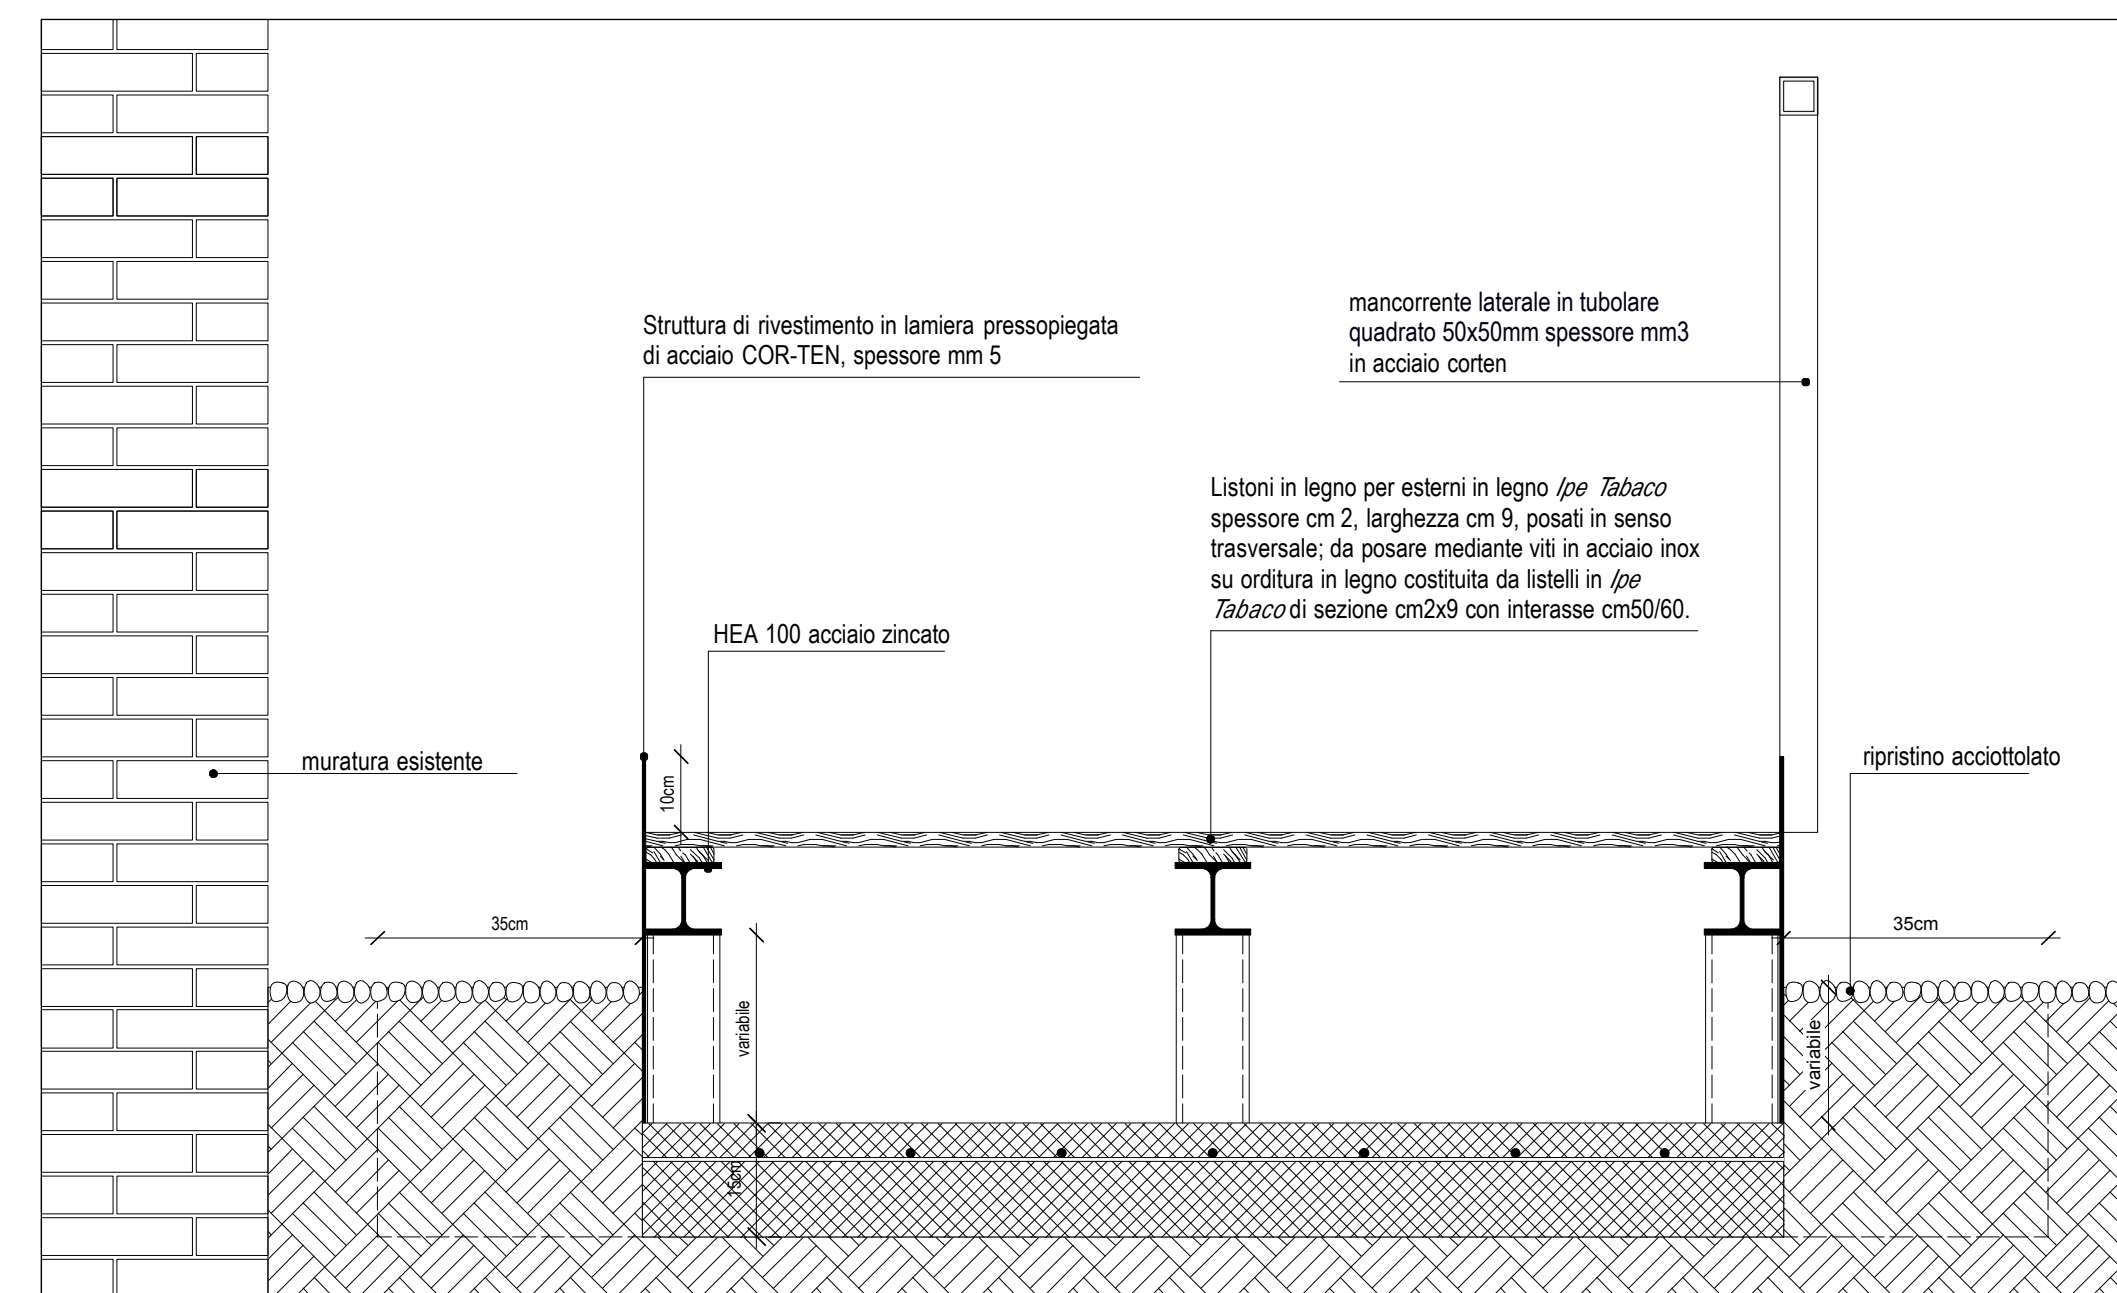 mancorrente laterale in tubolare
quadrato 50x50mm spessore mm3
in acciaio corten
Struttura di rivestimento in lamiera pressopiegata
di acciaio COR-TEN, spessore mm 5
Listoni in legno per esterni in legno Ipe Tabaco
spessore cm 2, larghezza cm 9, posati in senso
trasversale; da posare mediante viti in acciaio inox
su orditura in legno costituita da listelli in Ipe
Tabaco di sezione cm2x9 con interasse cm50/60.
HEA 100 acciaio zincato
muratura esistente
ripristino acciottolato
10cm
35cm
35cm
variabile
variabile
15cm